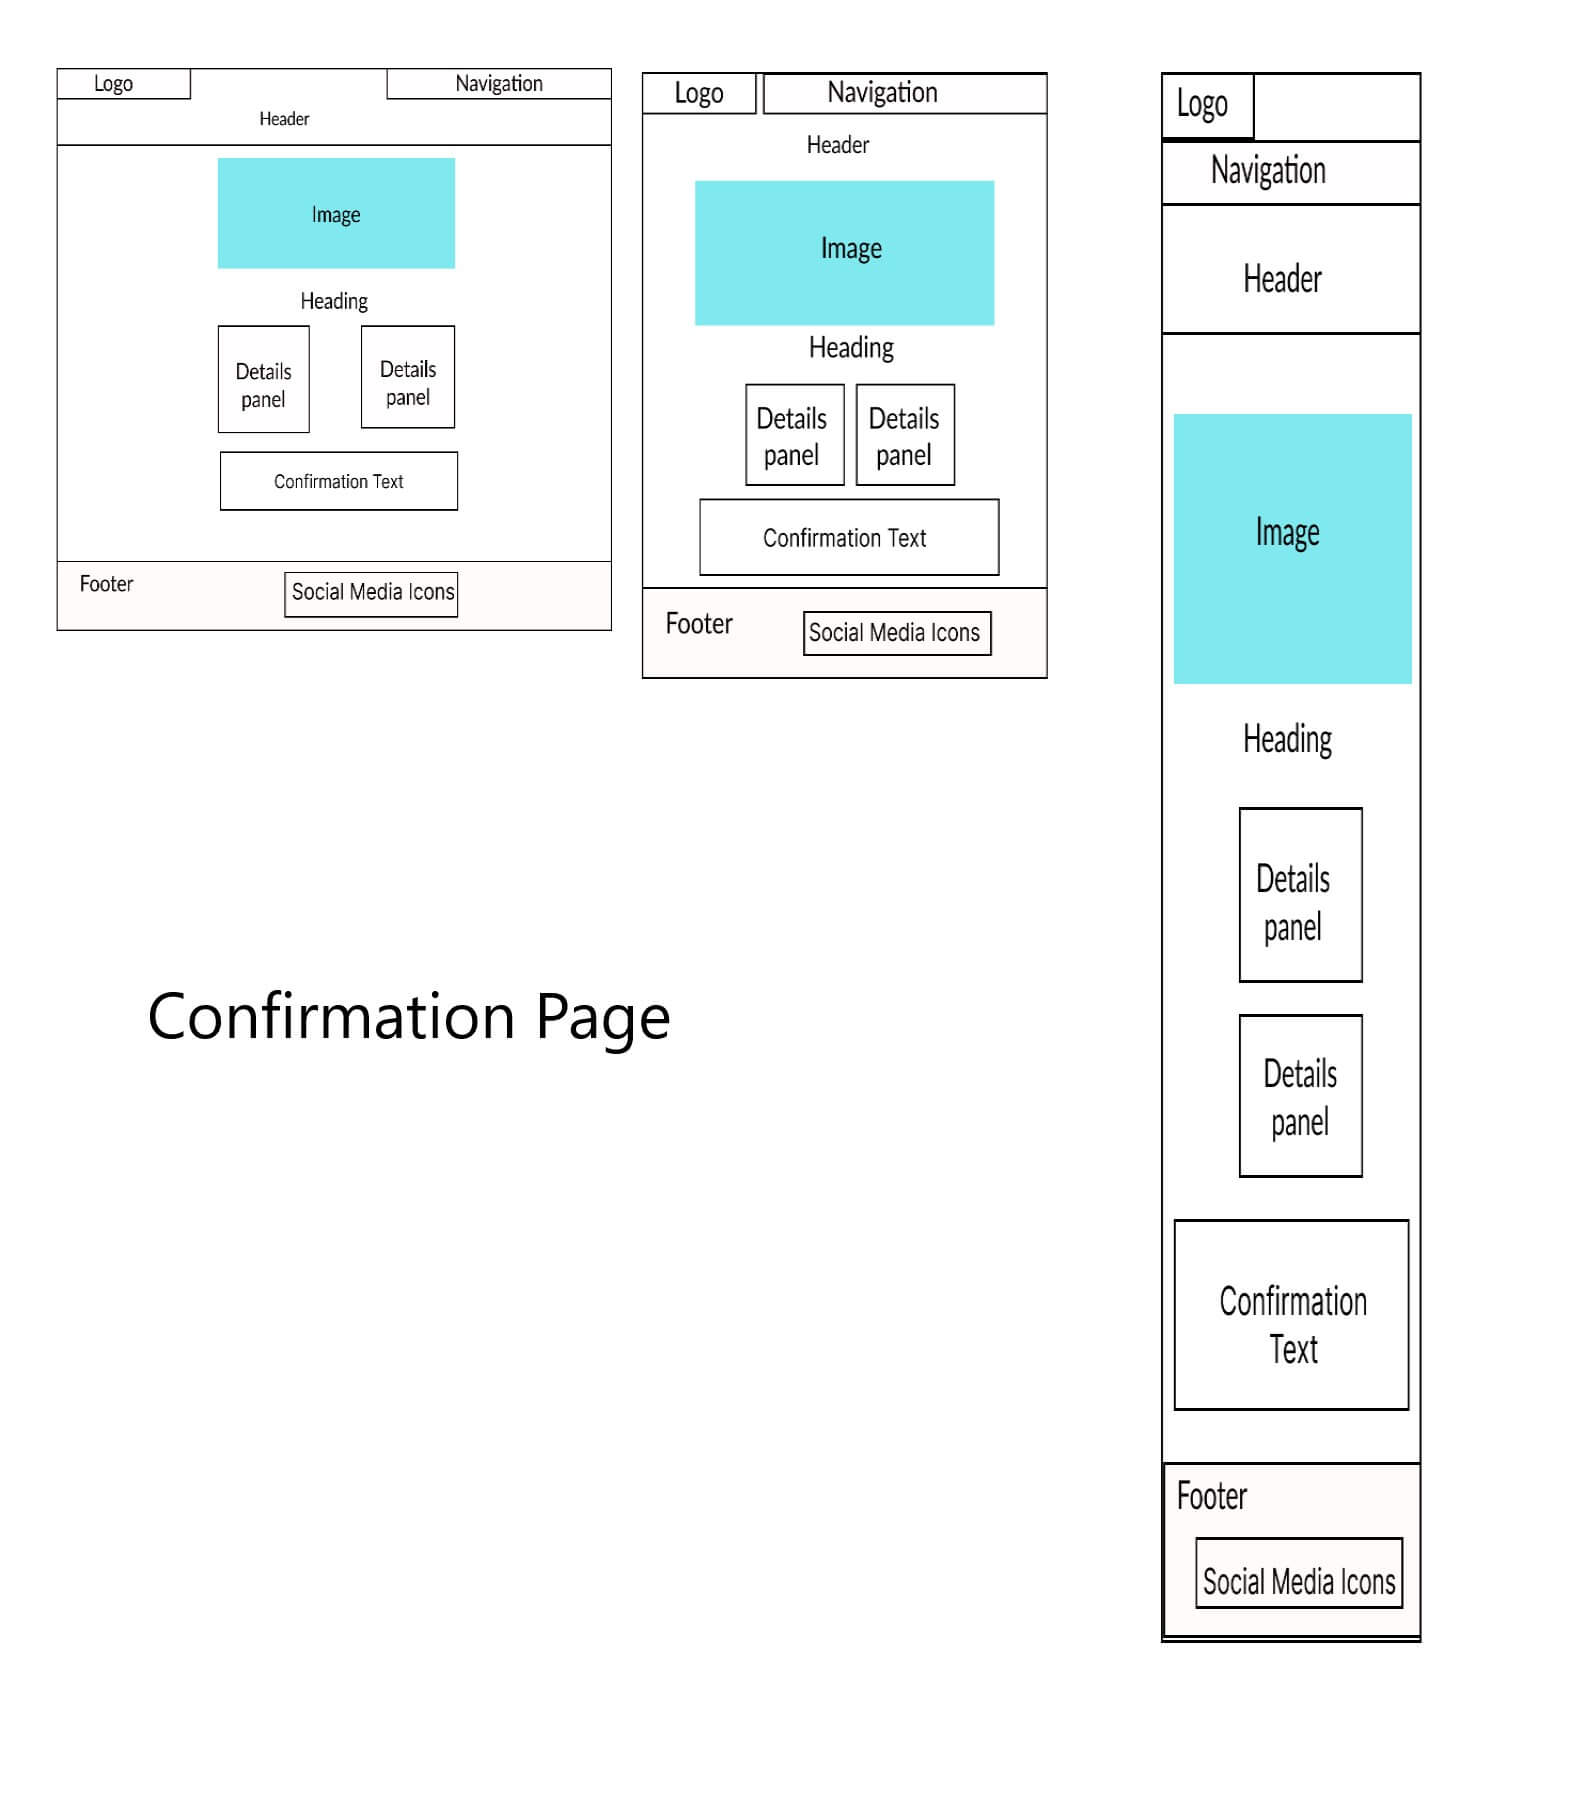 Logo
Navigation
Header
Image
Heading
Details
panel
Details
panel
Confirmation Text
Footer
Social Media Icons
Logo
Navigation
Header
Image
Heading
Details
panel
Details
panel
Confirmation Text
Footer
Social Media Icons
Logo
Navigation
Header
Image
Heading
Details
panel
Details
panel
Confirmation
Text
Footer
Social Media Icons
Confirmation Page